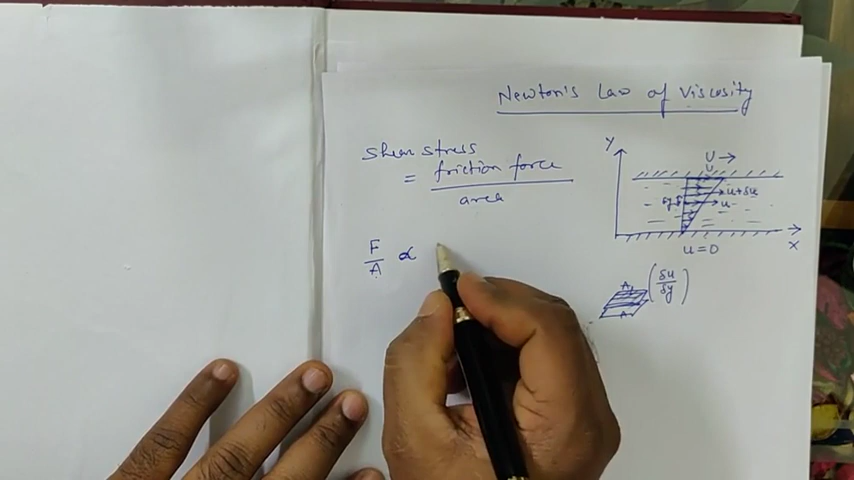 Newton's Law of Viscosity
Shear stress
= friction force
area
F
A ∝
Y
U →
U
u+δu
δy
u
u=0
X
A
A
(δu
δy)